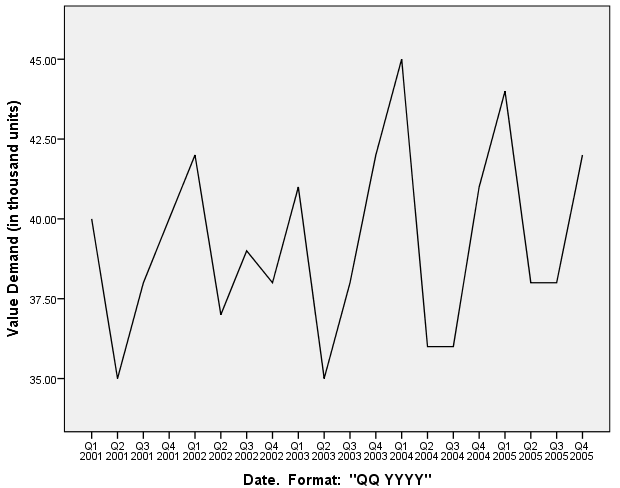 Value Demand (in thousand units)
45.00
42.50
40.00
37.50
35.00
Q1 Q2 Q3 Q4 Q1 Q2 Q3 Q4 Q1 Q2 Q3 Q4 Q1 Q2 Q3 Q4 Q1 Q2 Q3 Q4
2001 2001 2001 2001 2002 2002 2002 2002 2003 2003 2003 2003 2004 2004 2004 2004 2005 2005 2005 2005
Date. Format: "QQ YYYY"